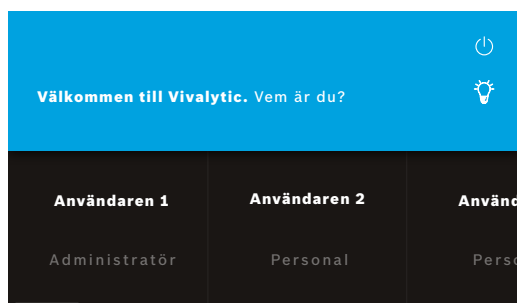 Välkommen till Vivalytic. Vem är du?
Användaren 1 Användaren 2
Administratör Personal